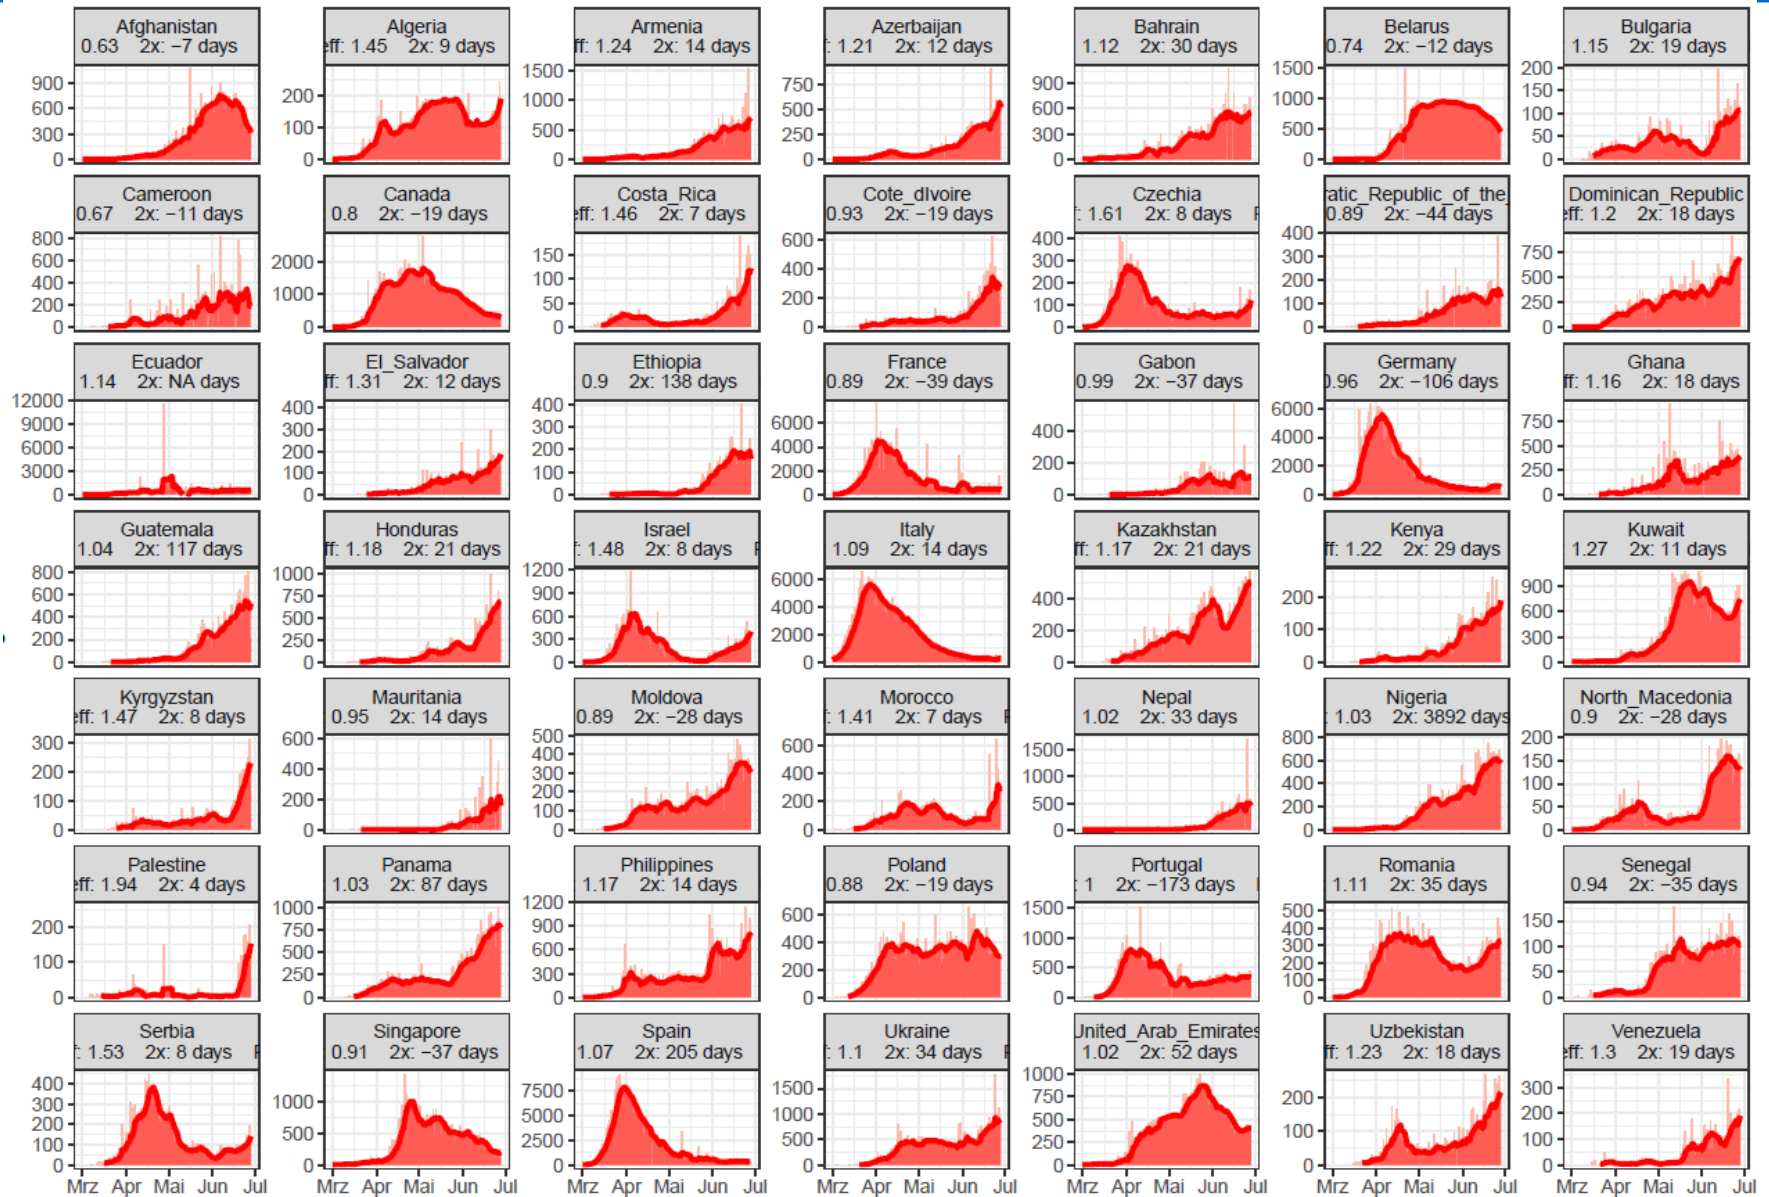 Afghanistan
0.63 2x: −7 days
Algeria
eff: 1.45 2x: 9 days
Armenia
ff: 1.24 2x: 14 days
Azerbaijan
f: 1.21 2x: 12 days
Bahrain
1.12 2x: 30 days
Belarus
0.74 2x: −12 days
Bulgaria
1.15 2x: 19 days
900
600
300
0
200
100
0
1500
1000
500
0
750
500
250
0
900
600
300
0
1500
1000
500
0
200
150
100
50
0
Cameroon
0.67 2x: −11 days
Canada
0.8 2x: −19 days
Costa_Rica
eff: 1.46 2x: 7 days
Cote_dIvoire
0.93 2x: −19 days
Czechia
f: 1.61 2x: 8 days
ratic_Republic_of_the_
0.89 2x: −44 days
Dominican_Republic
eff: 1.2 2x: 18 days
800
600
400
200
0
2000
1000
0
150
100
50
0
600
400
200
0
400
300
200
100
0
400
300
200
100
0
750
500
250
0
Ecuador
1.14 2x: NA days
El_Salvador
ff: 1.31 2x: 12 days
Ethiopia
0.9 2x: 138 days
France
0.89 2x: −39 days
Gabon
0.99 2x: −37 days
Germany
0.96 2x: −106 days
Ghana
ff: 1.16 2x: 18 days
12000
9000
6000
3000
0
400
300
200
100
0
400
300
200
100
0
6000
4000
2000
0
400
200
0
6000
4000
2000
0
750
500
250
0
Guatemala
1.04 2x: 117 days
Honduras
ff: 1.18 2x: 21 days
Israel
f: 1.48 2x: 8 days
Italy
1.09 2x: 14 days
Kazakhstan
ff: 1.17 2x: 21 days
Kenya
ff: 1.22 2x: 29 days
Kuwait
1.27 2x: 11 days
800
600
400
200
0
1000
750
500
250
0
1200
900
600
300
0
6000
4000
2000
0
400
200
0
200
100
0
900
600
300
0
Kyrgyzstan
eff: 1.47 2x: 8 days
Mauritania
0.95 2x: 14 days
Moldova
0.89 2x: −28 days
Morocco
f: 1.41 2x: 7 days
Nepal
1.02 2x: 33 days
Nigeria
: 1.03 2x: 3892 days
North_Macedonia
0.9 2x: −28 days
300
200
100
0
600
400
200
0
500
400
300
200
100
0
600
400
200
0
1500
1000
500
0
800
600
400
200
0
200
150
100
50
0
Palestine
eff: 1.94 2x: 4 days
Panama
1.03 2x: 87 days
Philippines
1.17 2x: 14 days
Poland
0.88 2x: −19 days
Portugal
: 1 2x: −173 days
Romania
1.11 2x: 35 days
Senegal
0.94 2x: −35 days
200
100
0
1000
750
500
250
0
1200
900
600
300
0
600
400
200
0
1500
1000
500
0
500
400
300
200
100
0
150
100
50
0
Serbia
f: 1.53 2x: 8 days
Singapore
0.91 2x: −37 days
Spain
1.07 2x: 205 days
Ukraine
f: 1.1 2x: 34 days
United_Arab_Emirates
1.02 2x: 52 days
Uzbekistan
ff: 1.23 2x: 18 days
Venezuela
eff: 1.3 2x: 19 days
400
300
200
100
0
1000
500
0
7500
5000
2500
0
1500
1000
500
0
1000
750
500
250
0
200
100
0
300
200
100
0
Mrz Apr Mai Jun Jul
Mrz Apr Mai Jun Jul
Mrz Apr Mai Jun Jul
Mrz Apr Mai Jun Jul
Mrz Apr Mai Jun Jul
Mrz Apr Mai Jun Jul
Mrz Apr Mai Jun Jul